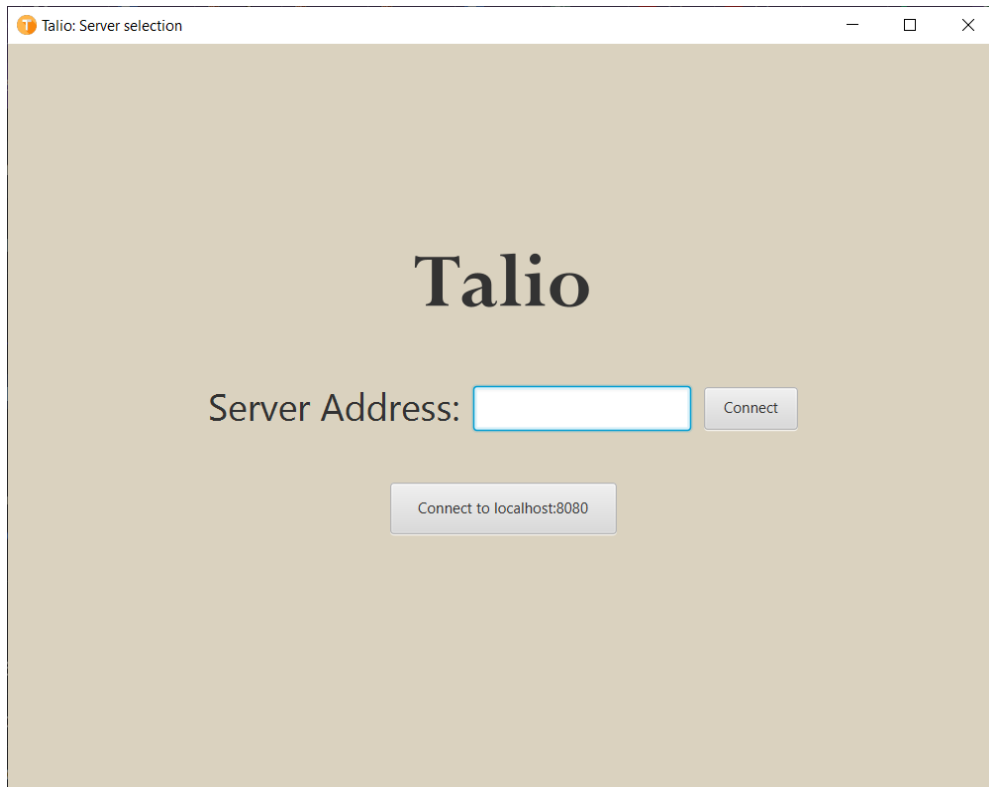 Talio: Server selection
Talio
Server Address: Connect
Connect to localhost:8080